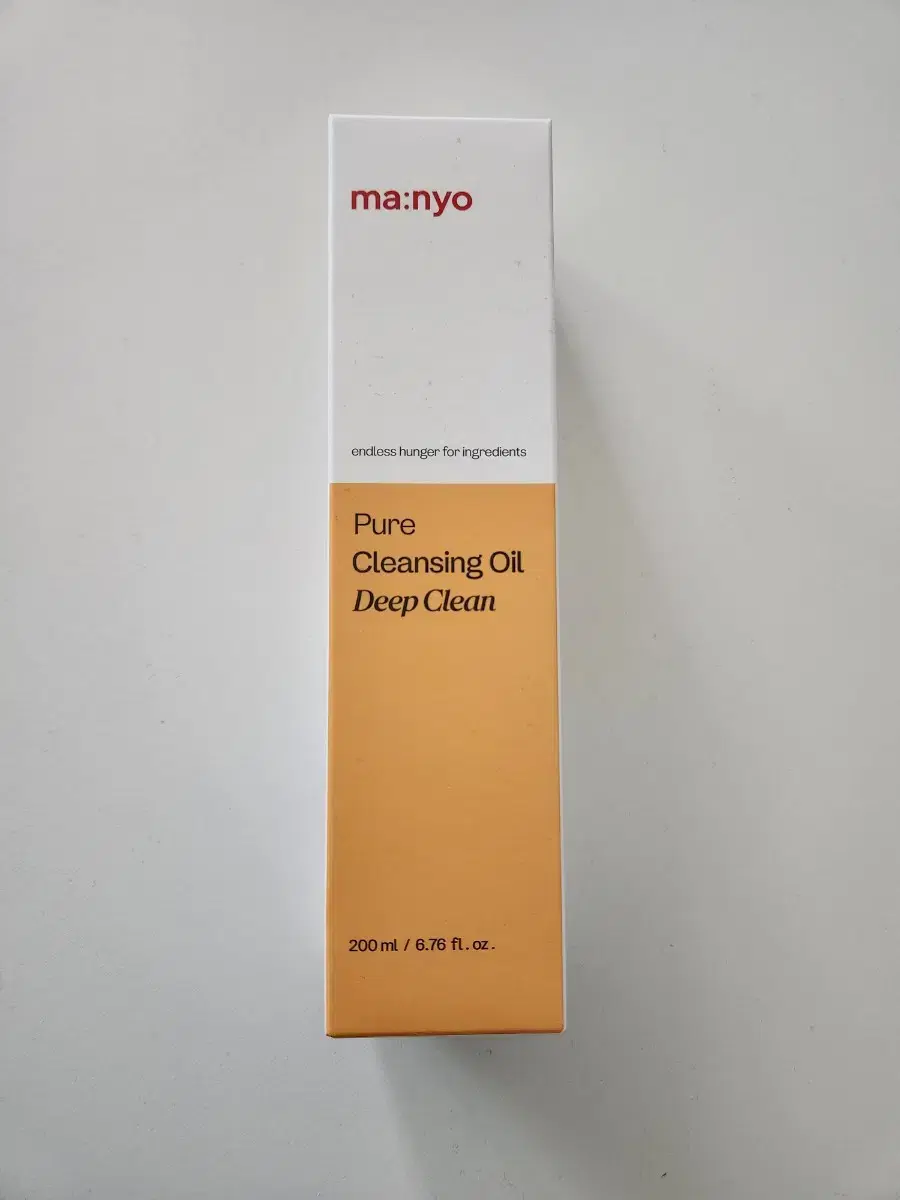 ma:nyo
endless hunger for ingredients
Pure
Cleansing Oil
Deep Clean
200 ml / 6.76 fl. oz.